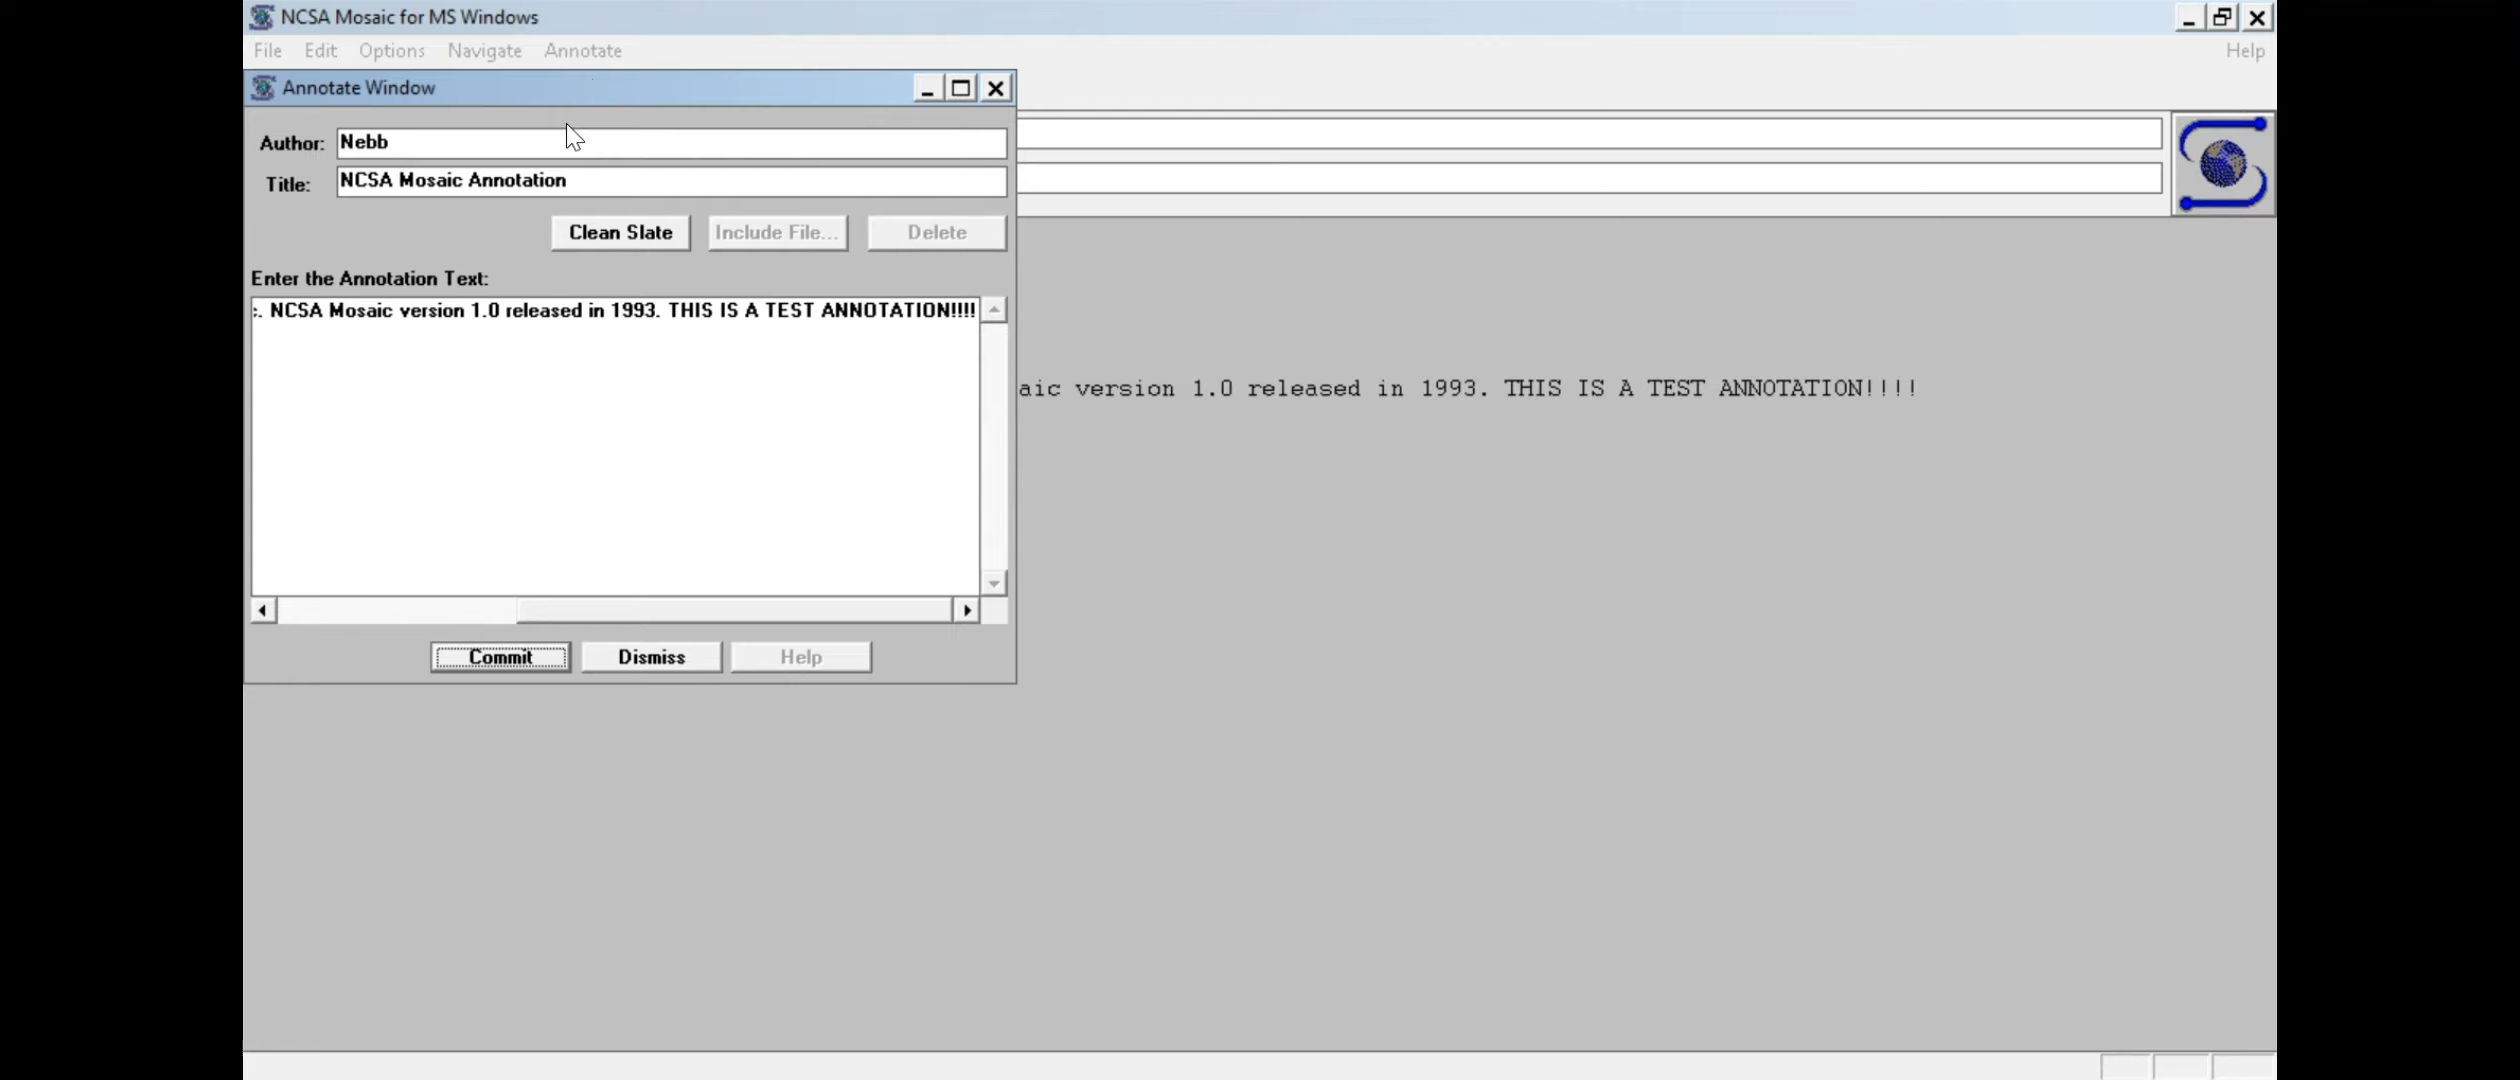 NCSA Mosaic for MS Windows
File Edit Options Navigate Annotate Help
Annotate Window
Author: Nebb
Title: NCSA Mosaic Annotation
Clean Slate Include File... Delete
Enter the Annotation Text:
:. NCSA Mosaic version 1.0 released in 1993. THIS IS A TEST ANNOTATION!!!!
aic version 1.0 released in 1993. THIS IS A TEST ANNOTATION!!!!
Commit Dismiss Help